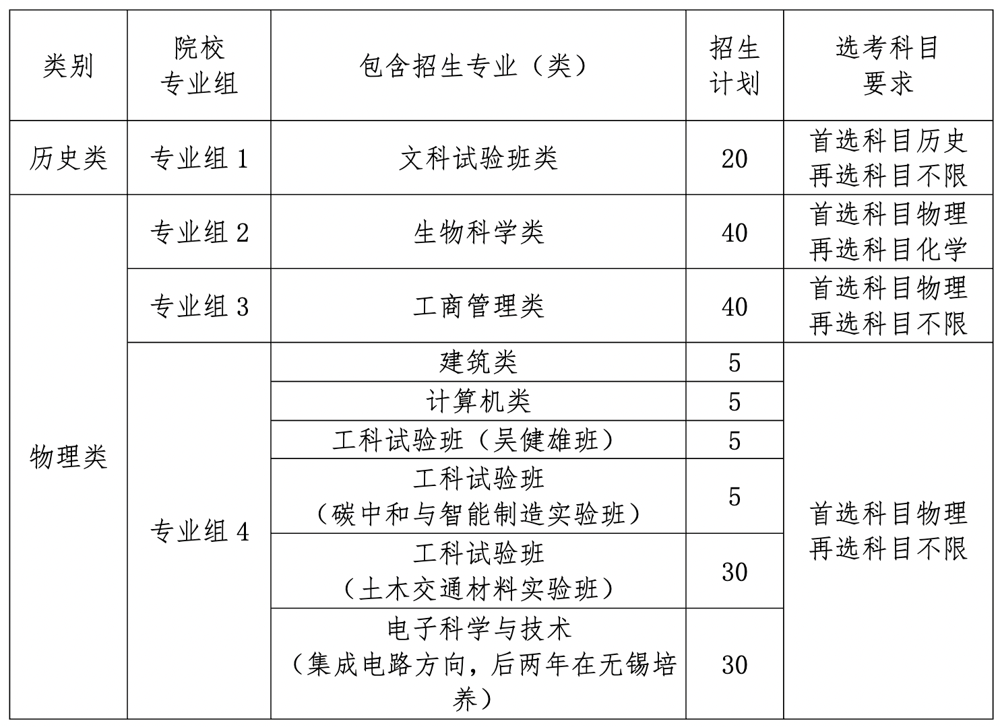 类别
院校
专业组
包含招生专业（类）
招生
计划
选考科目
要求
历史类
专业组 1
文科试验班类
20
首选科目历史
再选科目不限
物理类
专业组 2
生物科学类
40
首选科目物理
再选科目化学
专业组 3
工商管理类
40
首选科目物理
再选科目不限
专业组 4
建筑类
5
计算机类
5
工科试验班（吴健雄班）
5
工科试验班
（碳中和与智能制造实验班）
5
工科试验班
（土木交通材料实验班）
30
电子科学与技术
（集成电路方向，后两年在无锡培
养）
30
首选科目物理
再选科目不限